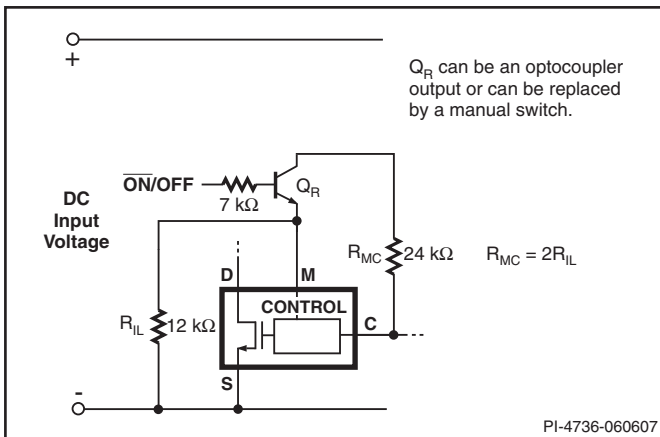 +
Q_R can be an optocoupler
output or can be replaced
by a manual switch.
ON/OFF
Q_R
7 kΩ
DC
Input
Voltage
R_MC 24 kΩ R_MC = 2R_IL
D M
CONTROL
C
R_IL 12 kΩ
S
-
PI-4736-060607